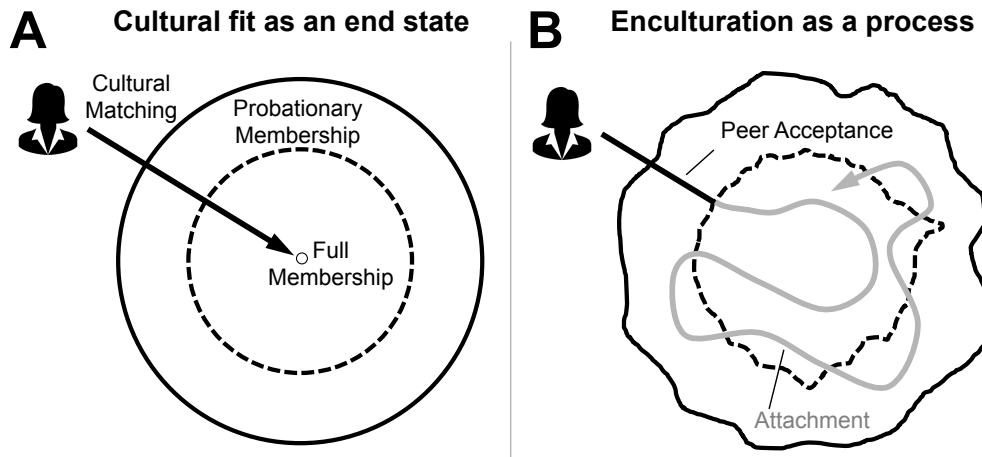 A
Cultural fit as an end state
Cultural
Matching
Probationary
Membership
Full
Membership
B
Enculturation as a process
Peer Acceptance
Attachment